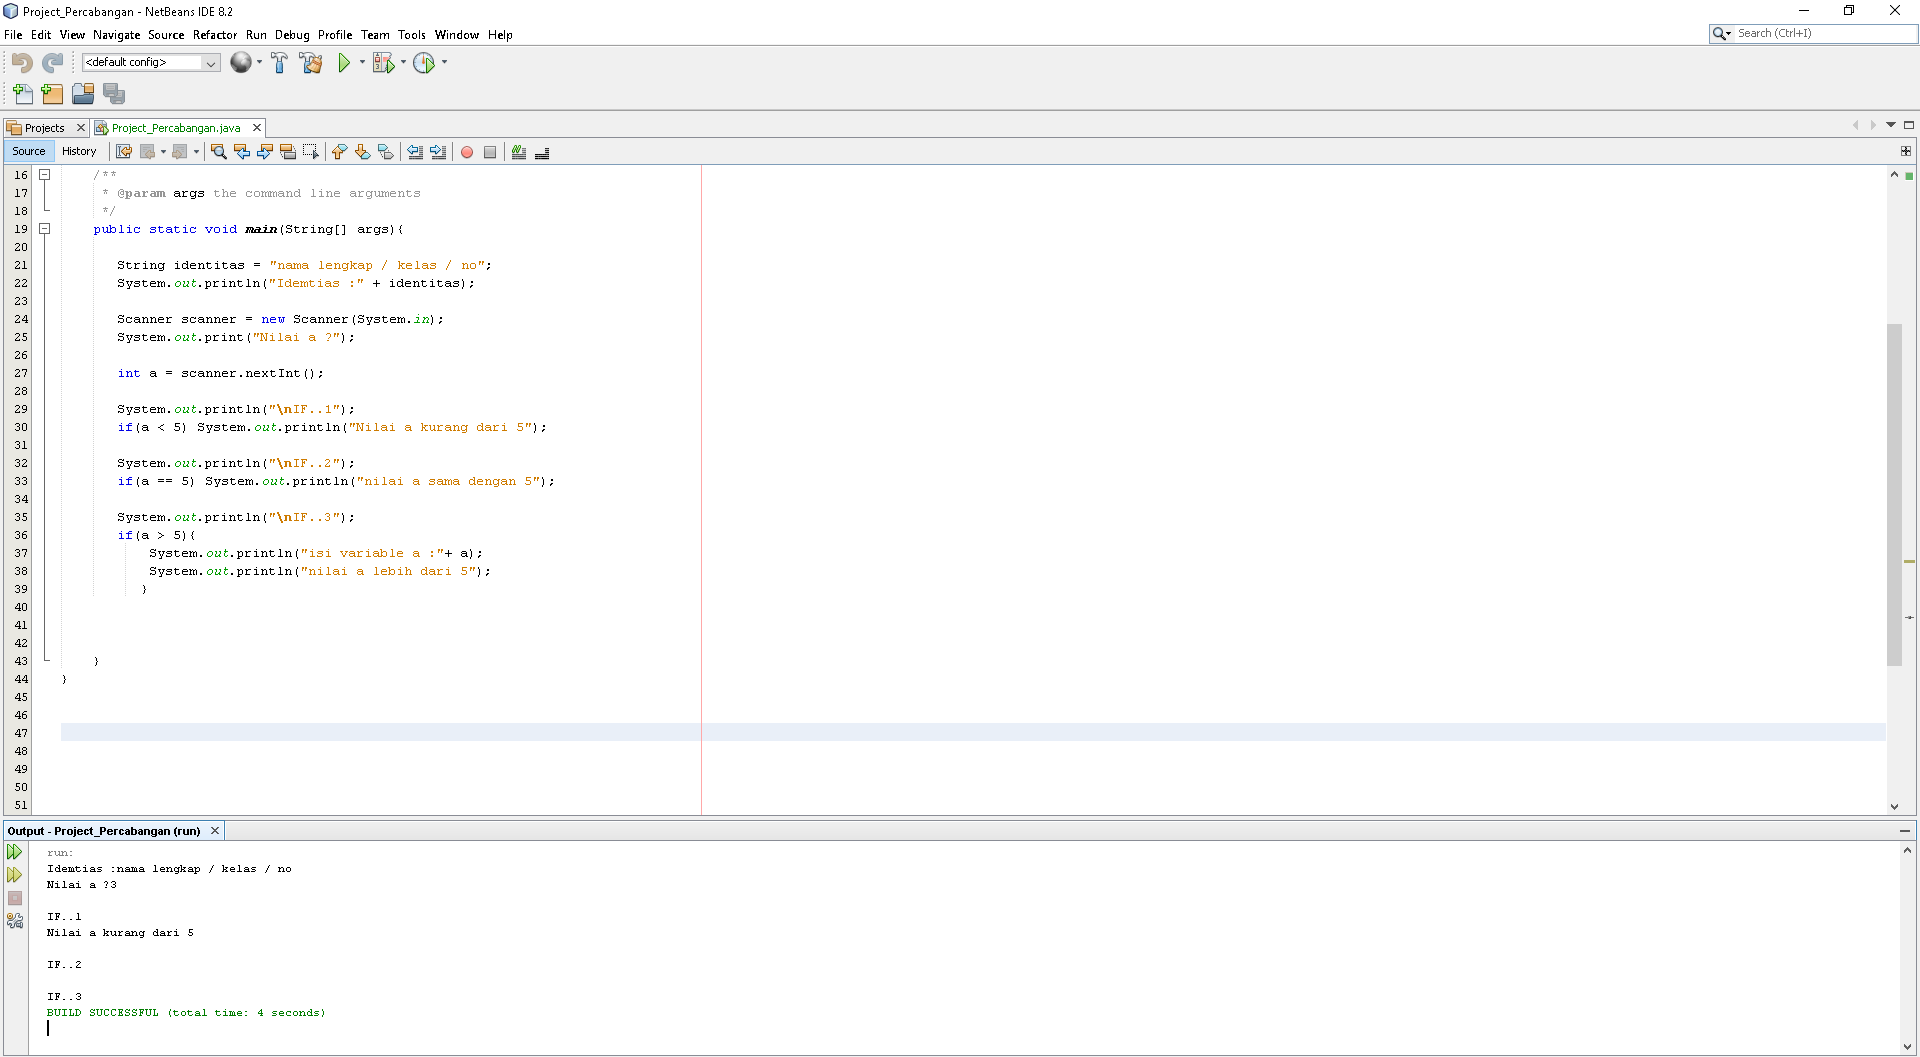 Project_Percabangan - NetBeans IDE 8.2
File Edit View Navigate Source Refactor Run Debug Profile Team Tools Window Help
Search (Ctrl+I)
<default config>
Projects
Project_Percabangan.java
Source History
16 /**
17 * @param args the command line arguments
18 */
19 public static void main(String[] args){
20
21 String identitas = "nama lengkap / kelas / no";
22 System.out.println("Idemtias :" + identitas);
23
24 Scanner scanner = new Scanner(System.in);
25 System.out.print("Nilai a ?");
26
27 int a = scanner.nextInt();
28
29 System.out.println("\nIF..1");
30 if(a < 5) System.out.println("Nilai a kurang dari 5");
31
32 System.out.println("\nIF..2");
33 if(a == 5) System.out.println("nilai a sama dengan 5");
34
35 System.out.println("\nIF..3");
36 if(a > 5){
37 System.out.println("isi variable a :"+ a);
38 System.out.println("nilai a lebih dari 5");
39 }
40
41
42
43 }
44 }
45
46
47
48
49
50
51
Output - Project_Percabangan (run)
run:
Idemtias :nama lengkap / kelas / no
Nilai a ?3
IF..1
Nilai a kurang dari 5
IF..2
IF..3
BUILD SUCCESSFUL (total time: 4 seconds)